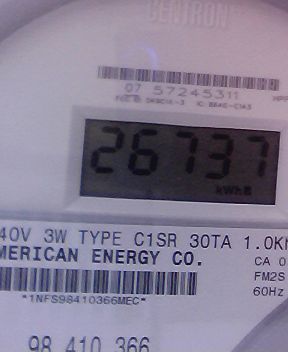 CENTRON
07 57245311
26737
kWh
40V 3W TYPE C1SR 30TA 1.0K
MERICAN ENERGY CO.
CA 0
FM2S
60Hz
*1NFS98410366MEC*
98 410 366